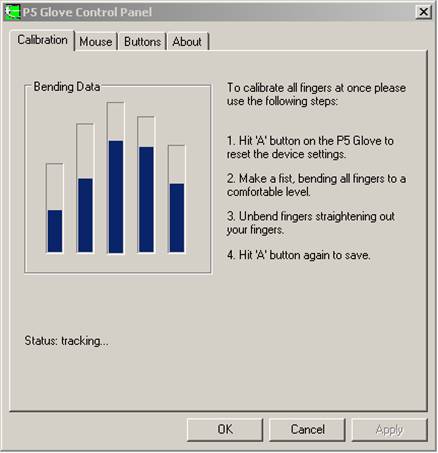 P5 Glove Control Panel
Calibration Mouse Buttons About
Bending Data
To calibrate all fingers at once please
use the following steps:
1. Hit 'A' button on the P5 Glove to
reset the device settings.
2. Make a fist, bending all fingers to a
comfortable level.
3. Unbend fingers straightening out
your fingers.
4. Hit 'A' button again to save.
Status: tracking...
OK Cancel Apply